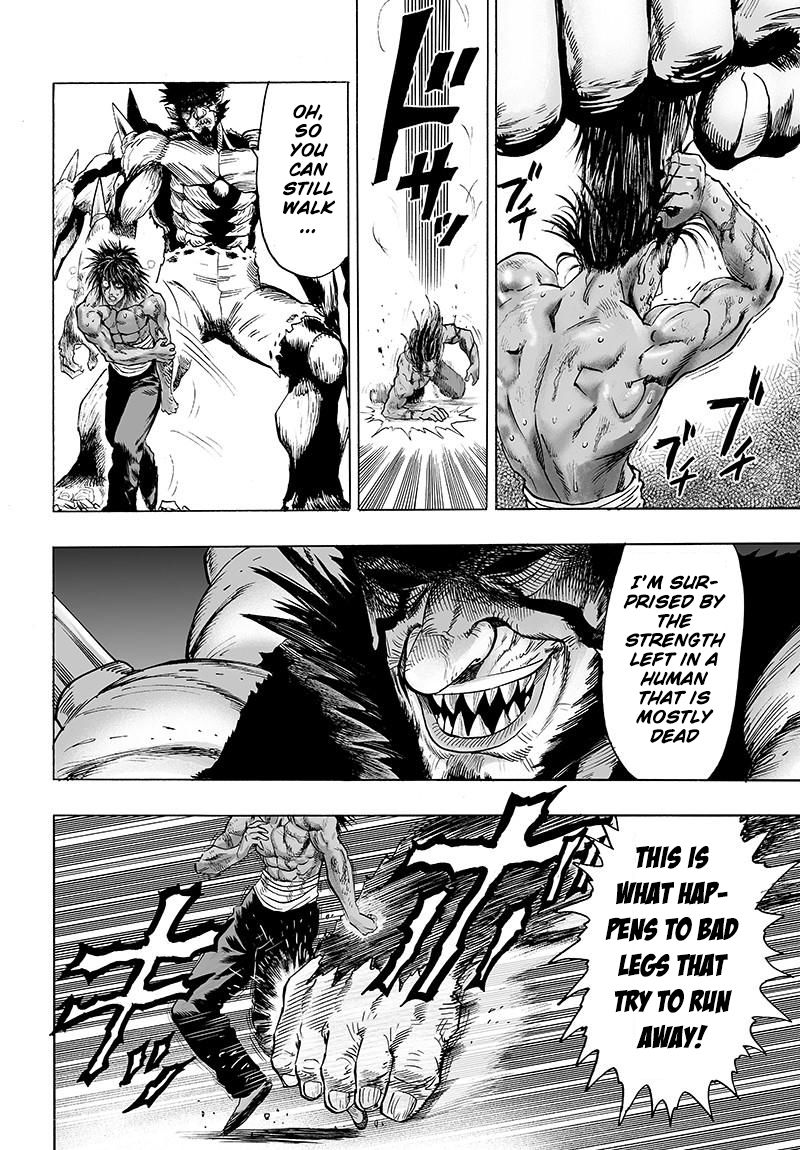 ブチ
ブチ
ブチ
ドサッ
OH,
SO YOU
CAN
STILL
WALK
...
I'M SUR-
PRISED BY
THE
STRENGTH
LEFT IN A
HUMAN
THAT IS
MOSTLY
DEAD
THIS IS
WHAT HAP-
PENS TO BAD
LEGS THAT
TRY TO RUN
AWAY!